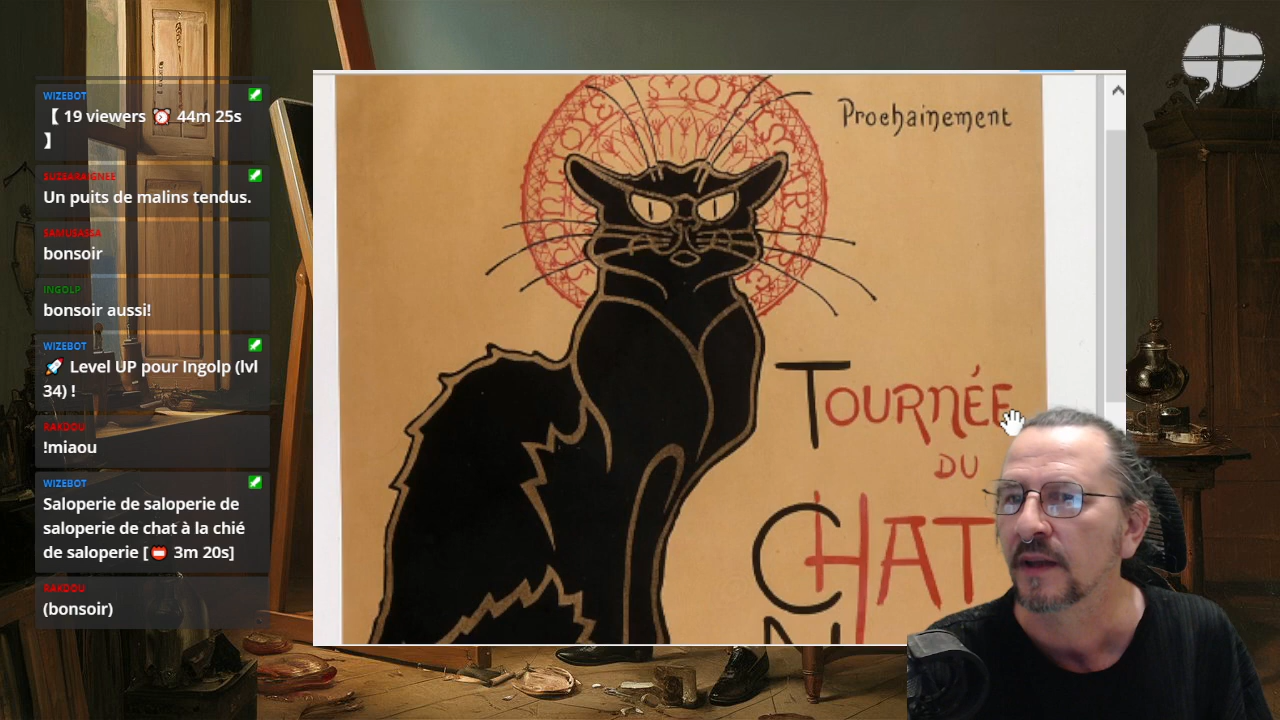 WIZEBOT
【 19 viewers ⏰ 44m 25s
】
SUZEARAIGNEE
Un puits de malins tendus.
SAMUSASSA
bonsoir
INGOLP
bonsoir aussi!
WIZEBOT
🚀 Level UP pour Ingolp (lvl
34) !
RAKDOU
!miaou
WIZEBOT
Saloperie de saloperie de
saloperie de chat à la chié
de saloperie [📛 3m 20s]
RAKDOU
(bonsoir)
Prochainement
TOURNÉE
DU
CHAT